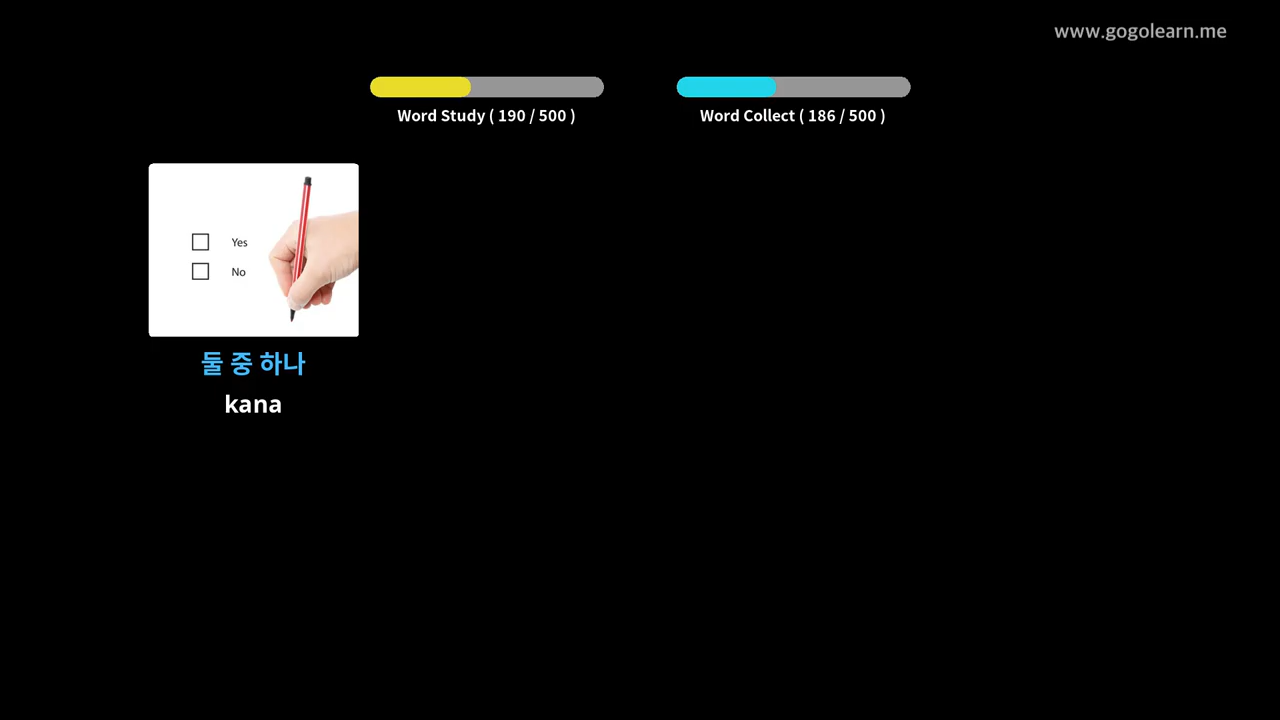 www.gogolearn.me
Word Study ( 190 / 500 )
Word Collect ( 186 / 500 )
Yes
No
둘 중 하나
kana